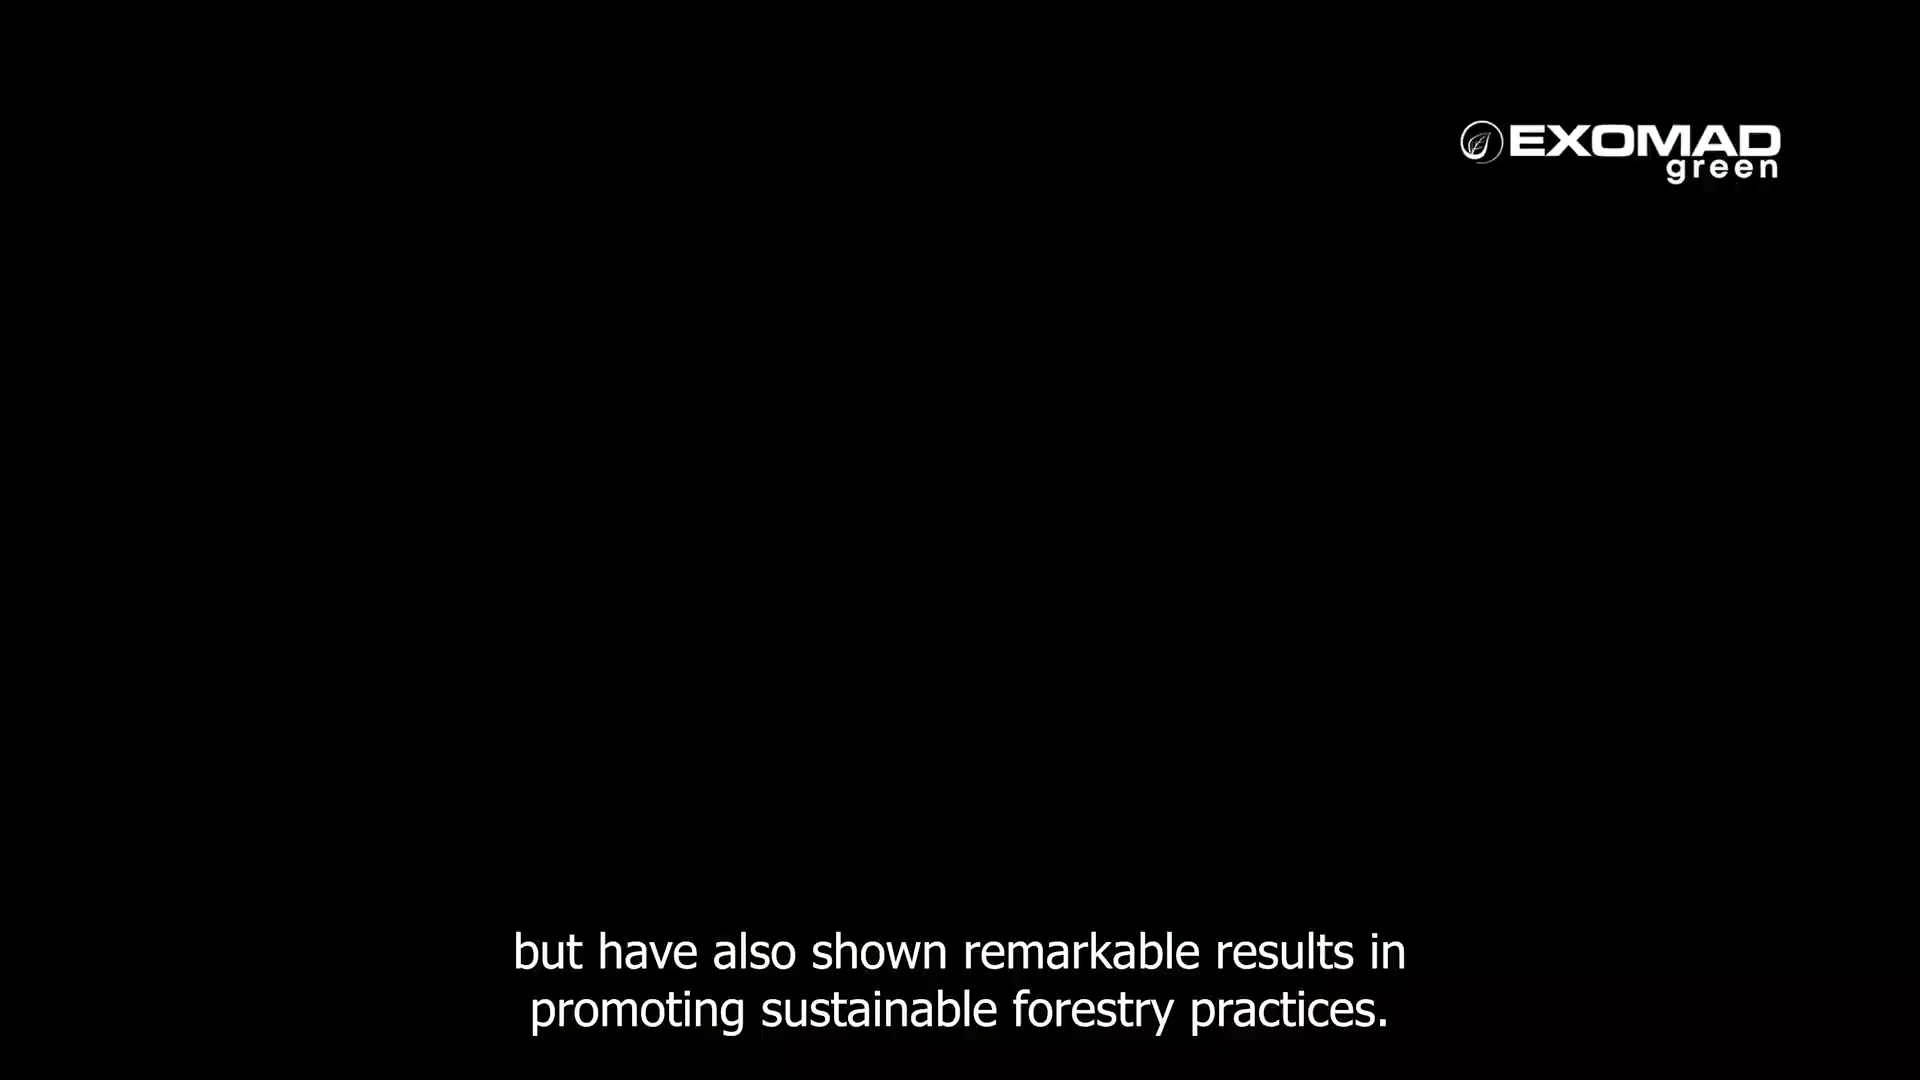 EXOMAD
green
but have also shown remarkable results in
promoting sustainable forestry practices.